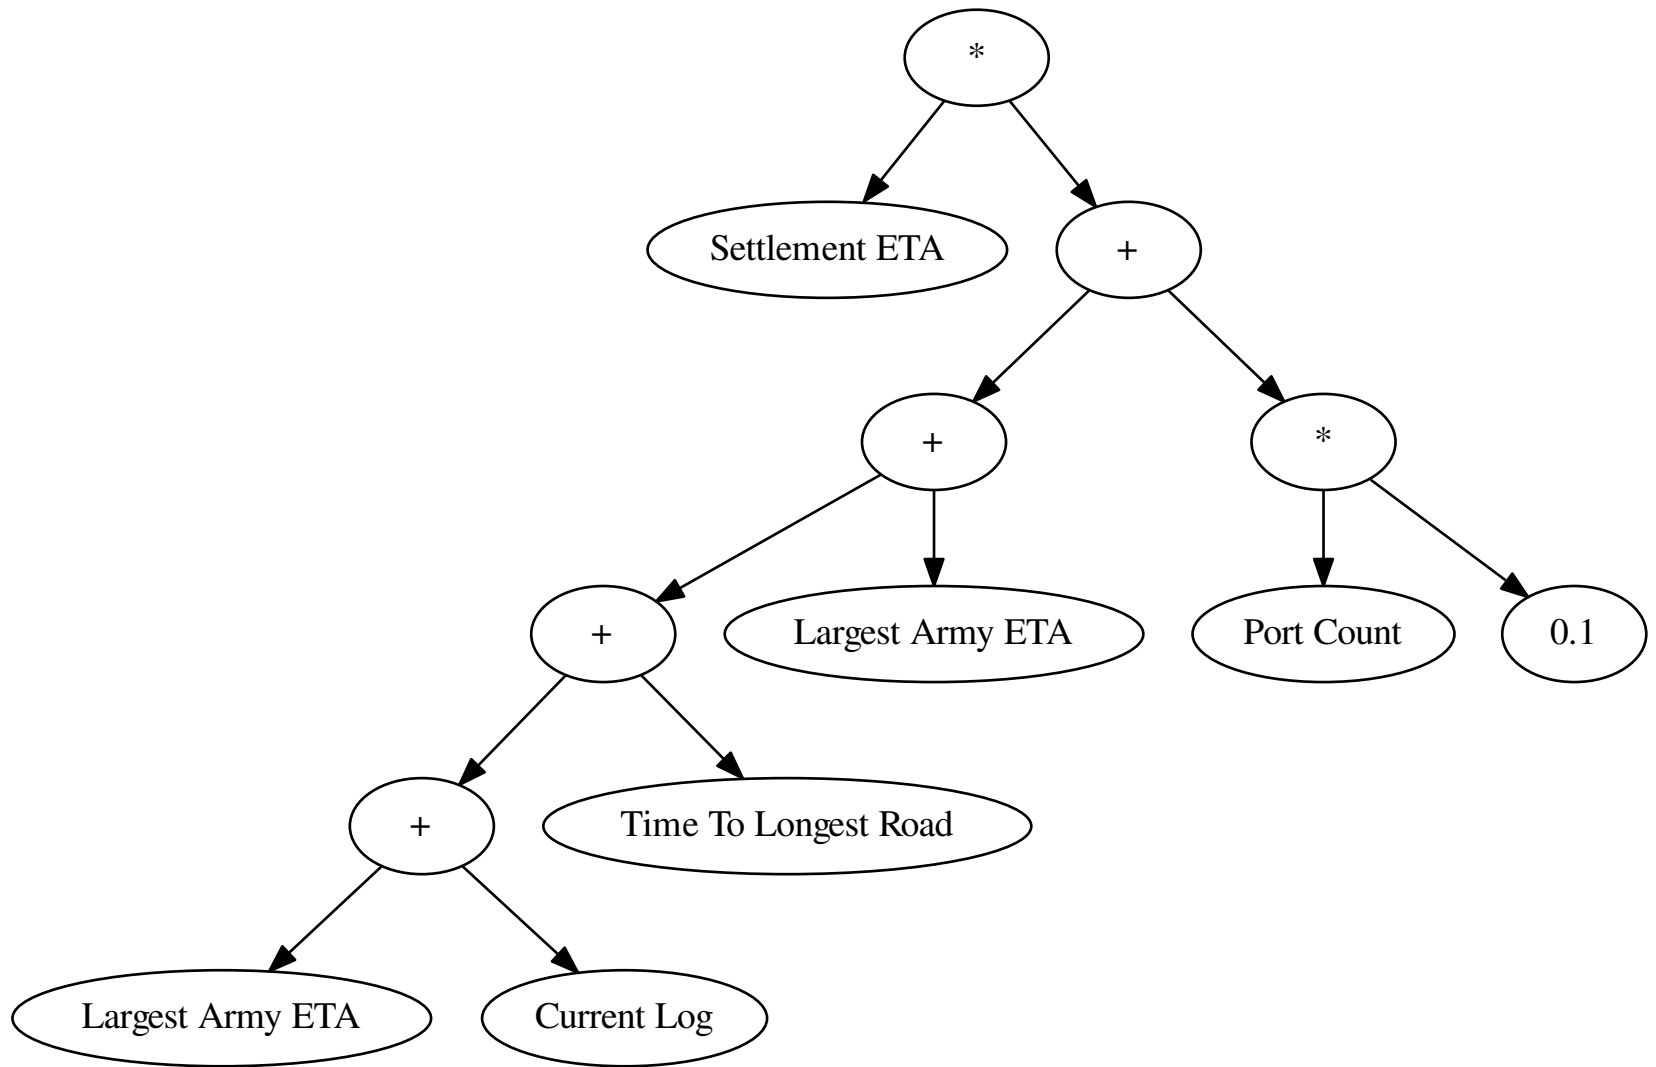 *
Settlement ETA
+
+
*
+
Largest Army ETA
Port Count
0.1
+
Time To Longest Road
Largest Army ETA
Current Log